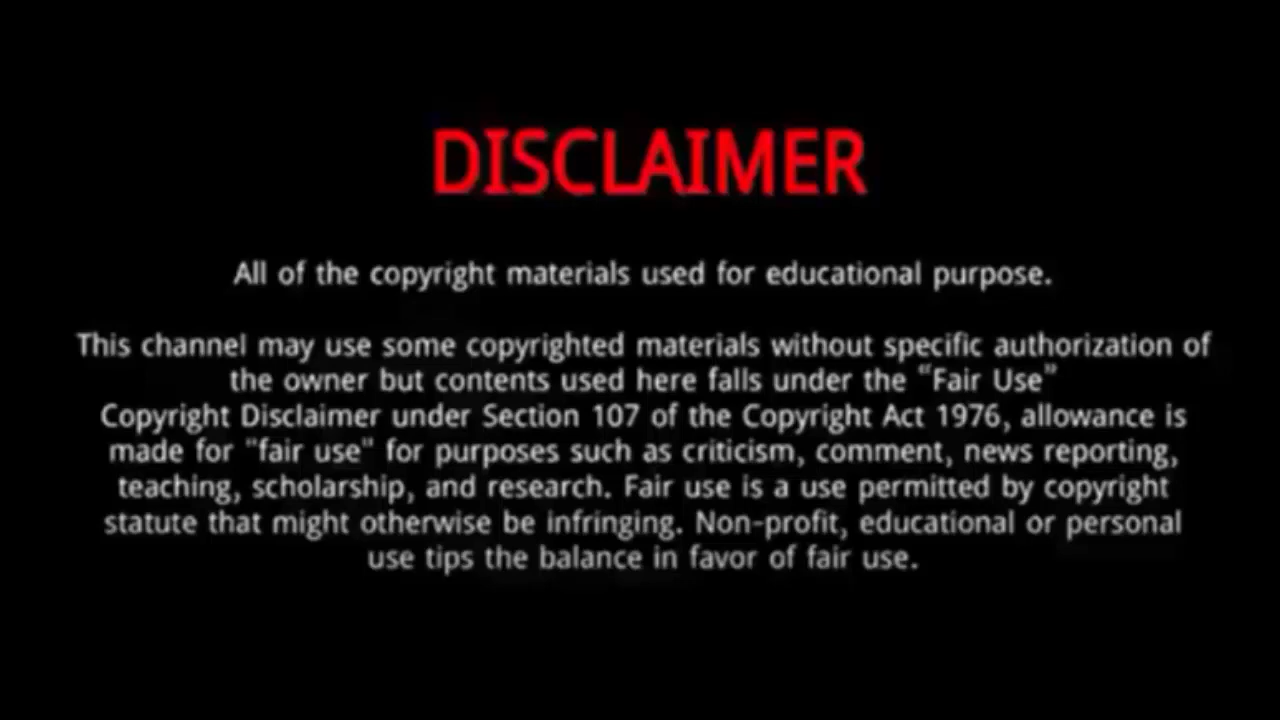 DISCLAIMER
All of the copyright materials used for educational purpose.
This channel may use some copyrighted materials without specific authorization of
the owner but contents used here falls under the “Fair Use”
Copyright Disclaimer under Section 107 of the Copyright Act 1976, allowance is
made for "fair use" for purposes such as criticism, comment, news reporting,
teaching, scholarship, and research. Fair use is a use permitted by copyright
statute that might otherwise be infringing. Non-profit, educational or personal
use tips the balance in favor of fair use.